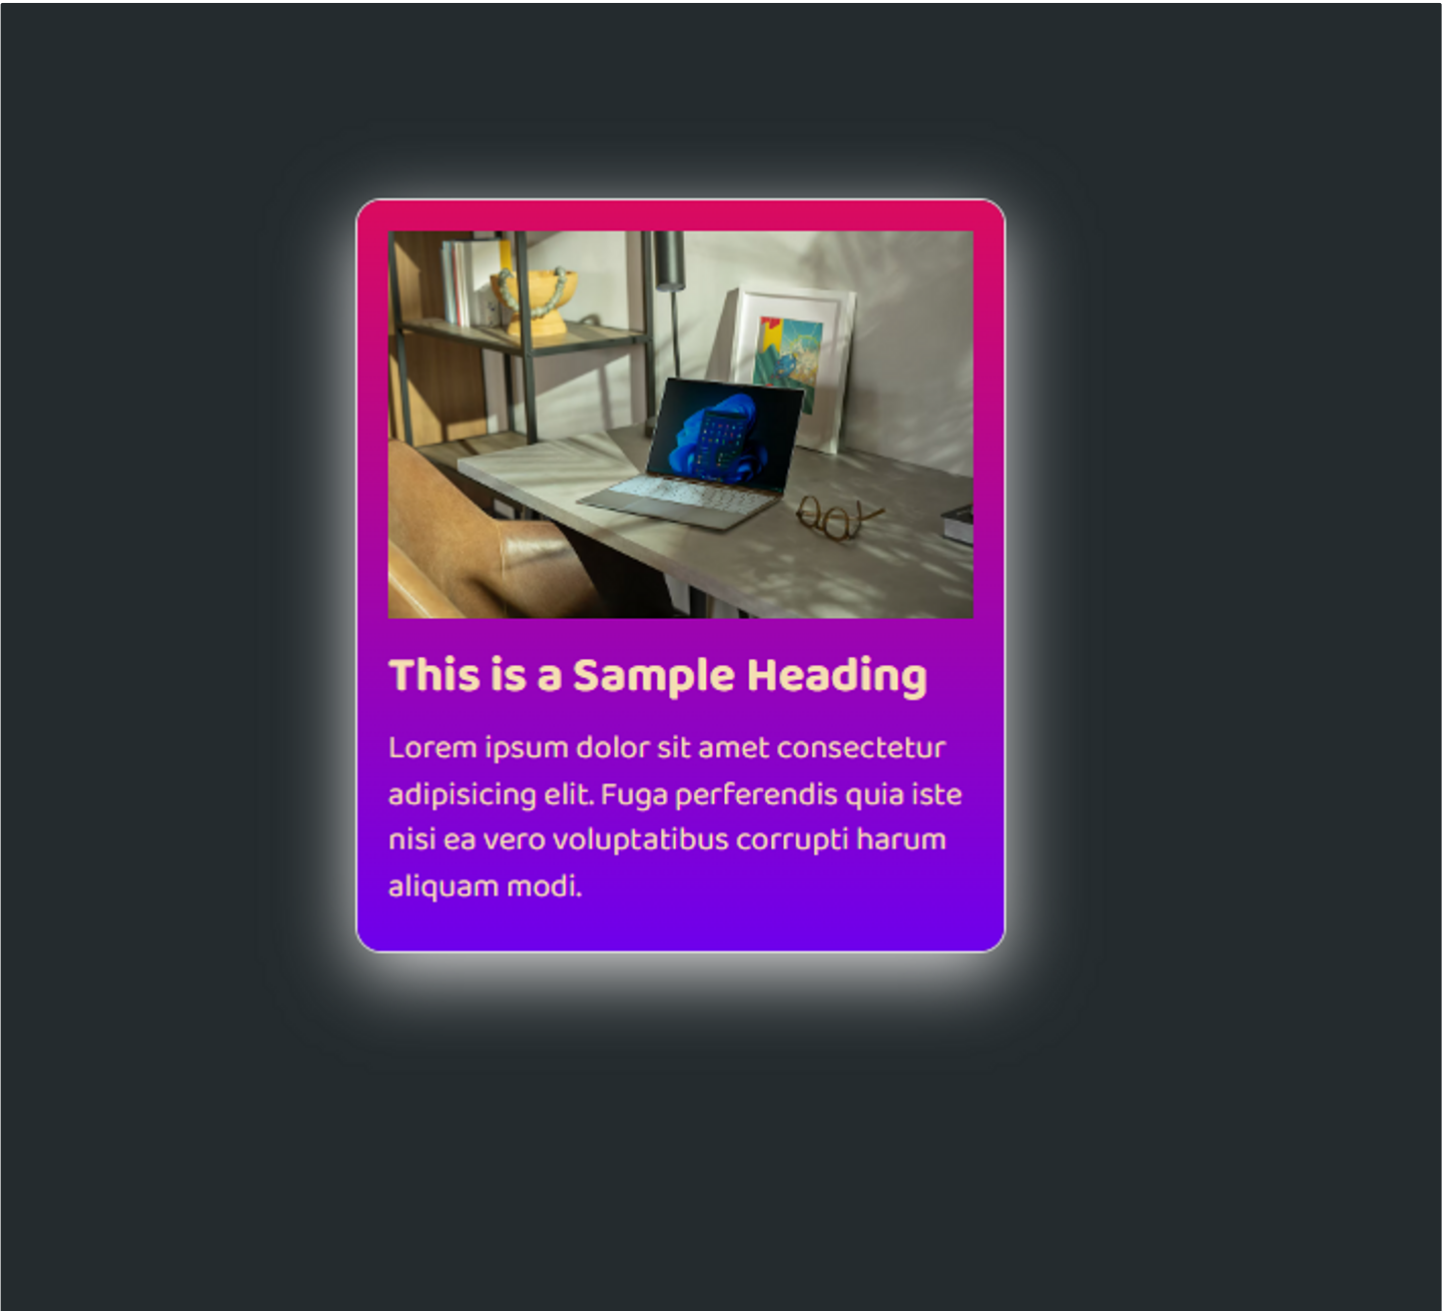 This is a Sample Heading
Lorem ipsum dolor sit amet consectetur
adipisicing elit. Fuga perferendis quia iste
nisi ea vero voluptatibus corrupti harum
aliquam modi.